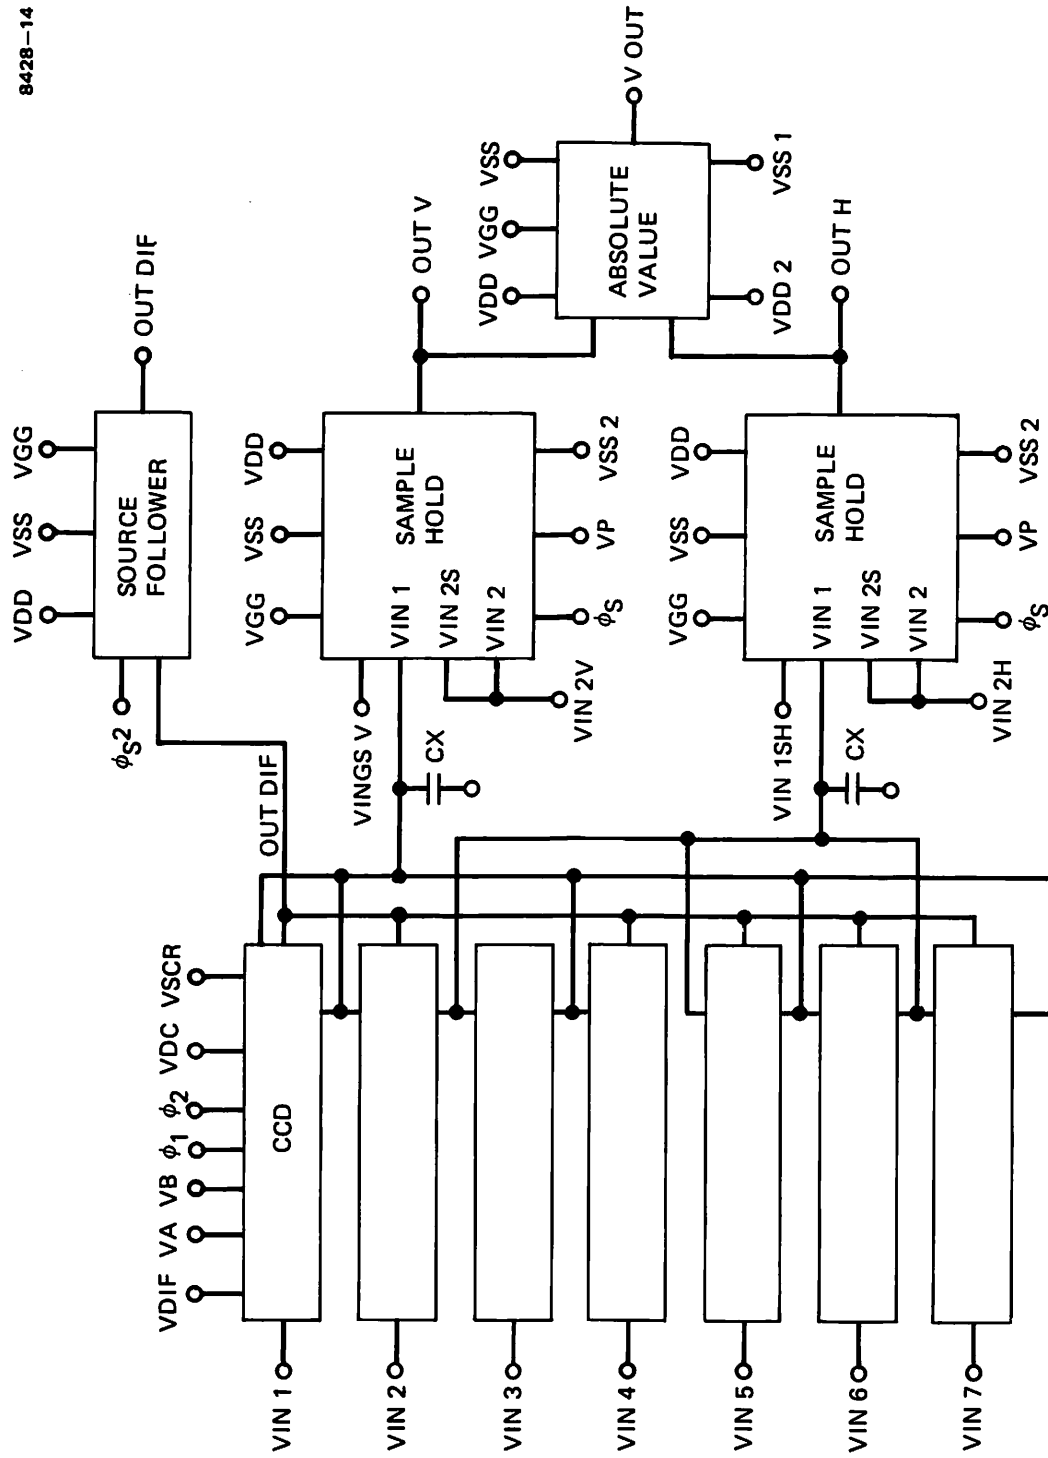 8428-14
VDD
VSS
VGG
SOURCE
FOLLOWER
ϕS2
OUT DIF
OUT DIF
VGG
VSS
VDD
SAMPLE
HOLD
VIN 1
VIN 2S
VIN 2
VINGS V
VIN 2V
ϕS
VP
VSS 2
CX
OUT V
VDD
VGG
VSS
ABSOLUTE
VALUE
V OUT
VDD 2
VSS 1
VGG
VSS
VDD
SAMPLE
HOLD
VIN 1
VIN 2S
VIN 2
VIN 1SH
VIN 2H
ϕS
VP
VSS 2
CX
OUT H
VDIF
VA
VB
ϕ1
ϕ2
VDC
VSCR
CCD
VIN 1
VIN 2
VIN 3
VIN 4
VIN 5
VIN 6
VIN 7